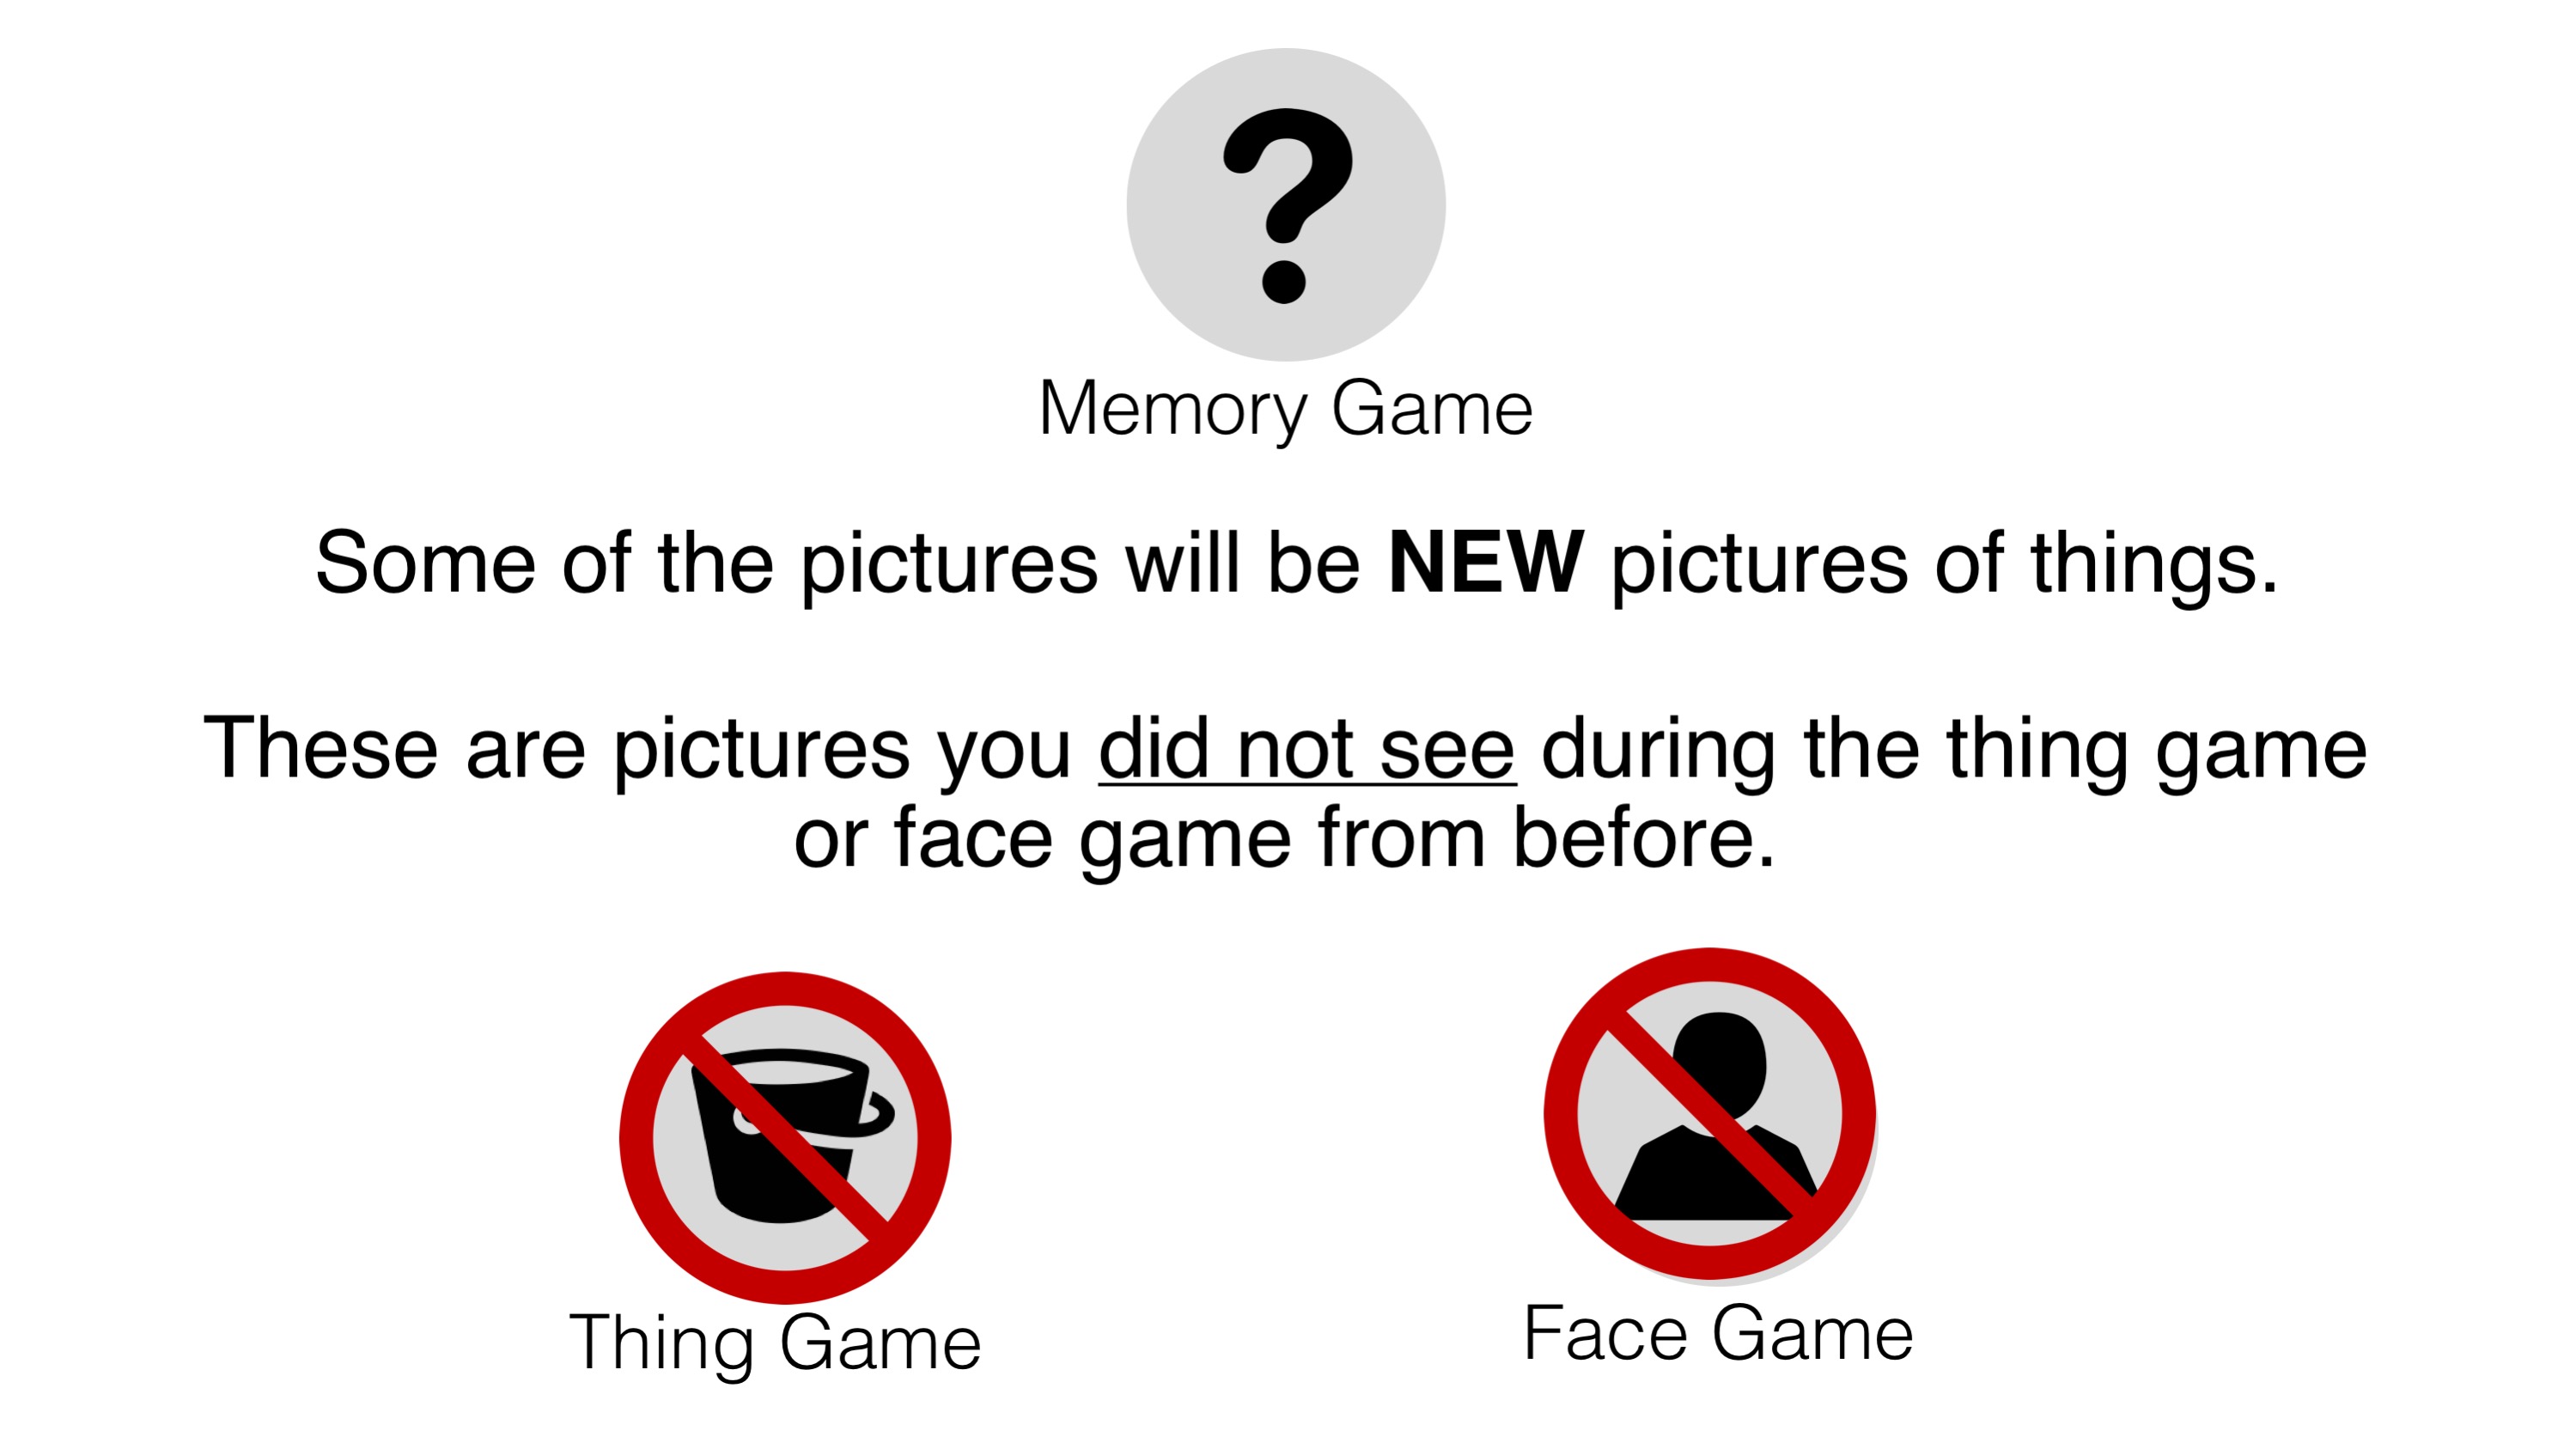 ?
Memory Game
Some of the pictures will be NEW pictures of things.
These are pictures you did not see during the thing game
or face game from before.
Thing Game
Face Game